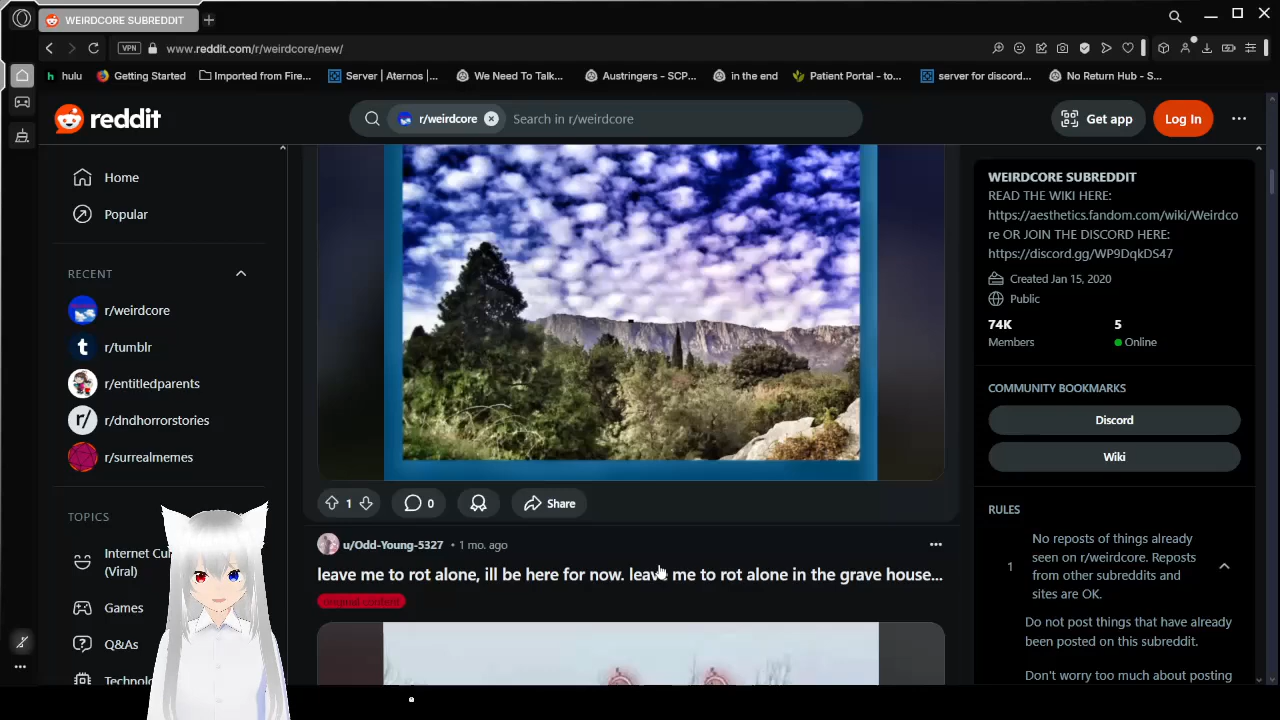 WEIRDCORE SUBREDDIT
VPN www.reddit.com/r/weirdcore/new/
hulu Getting Started Imported from Fire... Server | Aternos |... We Need To Talk... Austringers - SCP... in the end Patient Portal - to... server for discord... No Return Hub - S...
reddit
r/weirdcore
Search in r/weirdcore
Get app
Log In
Home
Popular
RECENT
r/weirdcore
r/tumblr
r/entitledparents
r/dndhorrorstories
r/surrealmemes
TOPICS
Internet Cu
(Viral)
Games
Q&As
Technolo
1
0
Share
u/Odd-Young-5327 • 1 mo. ago
leave me to rot alone, ill be here for now. leave me to rot alone in the grave house...
original content
WEIRDCORE SUBREDDIT
READ THE WIKI HERE:
https://aesthetics.fandom.com/wiki/Weirdco
re OR JOIN THE DISCORD HERE:
https://discord.gg/WP9DqkDS47
Created Jan 15, 2020
Public
74K 5
Members Online
COMMUNITY BOOKMARKS
Discord
Wiki
RULES
1
No reposts of things already
seen on r/weirdcore. Reposts
from other subreddits and
sites are OK.
Do not post things that have already
been posted on this subreddit.
Don't worry too much about posting